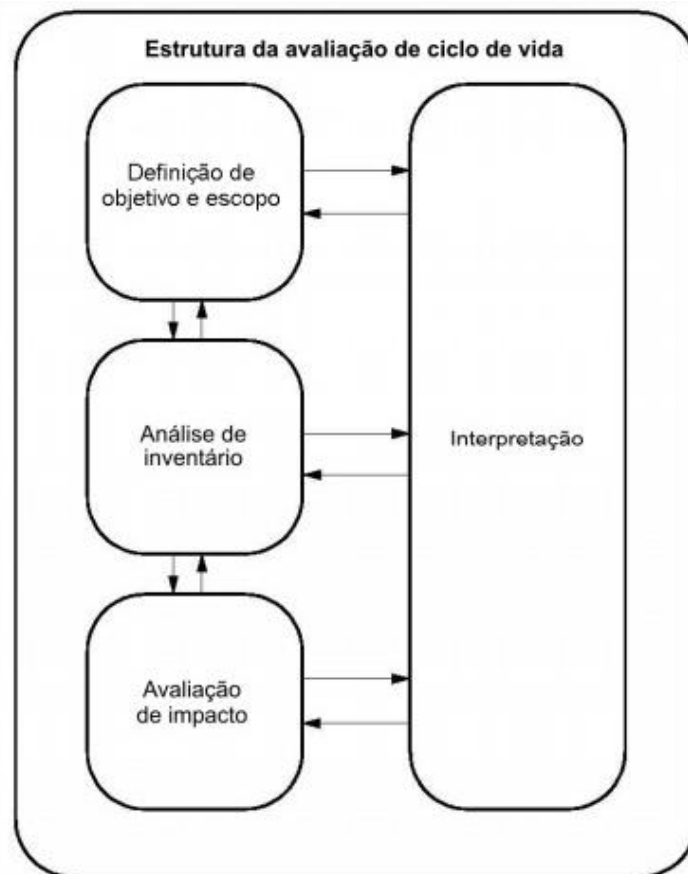 Estrutura da avaliação de ciclo de vida
Definição de
objetivo e escopo
Análise de
inventário
Interpretação
Avaliação
de impacto